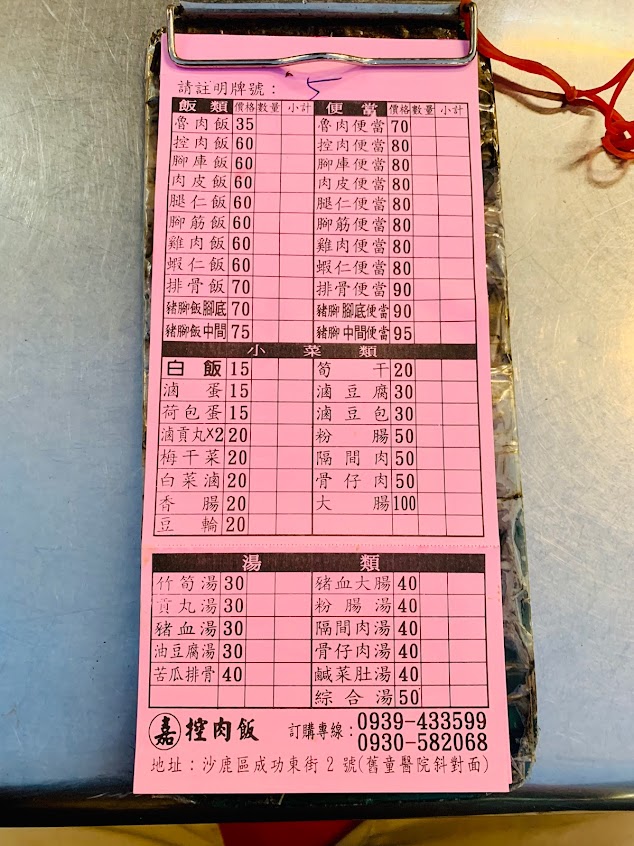 請註明牌號： 5
飯類 價格 數量 小計 便當 價格 數量 小計
魯肉飯 35 魯肉便當 70
控肉飯 60 控肉便當 80
腳庫飯 60 腳庫便當 80
肉皮飯 60 肉皮便當 80
腿仁飯 60 腿仁便當 80
腳筋飯 60 腳筋便當 80
雞肉飯 60 雞肉便當 80
蝦仁飯 60 蝦仁便當 80
排骨飯 70 排骨便當 90
豬腳飯腳底 70 豬腳腳底便當 90
豬腳飯中間 75 豬腳中間便當 95
小菜類
白飯 15 筍干 20
滷蛋 15 滷豆腐 30
荷包蛋 15 滷豆包 30
滷貢丸X2 20 粉腸 50
梅干菜 20 隔間肉 50
白菜滷 20 骨仔肉 50
香腸 20 大腸 100
豆輪 20
湯類
竹筍湯 30 豬血大腸 40
貢丸湯 30 粉腸湯 40
豬血湯 30 隔間肉湯 40
油豆腐湯 30 骨仔肉湯 40
苦瓜排骨 40 鹹菜肚湯 40
綜合湯 50
嘉 控肉飯 訂購專線： 0939-433599
0930-582068
地址：沙鹿區成功東街 2 號(舊童醫院斜對面)